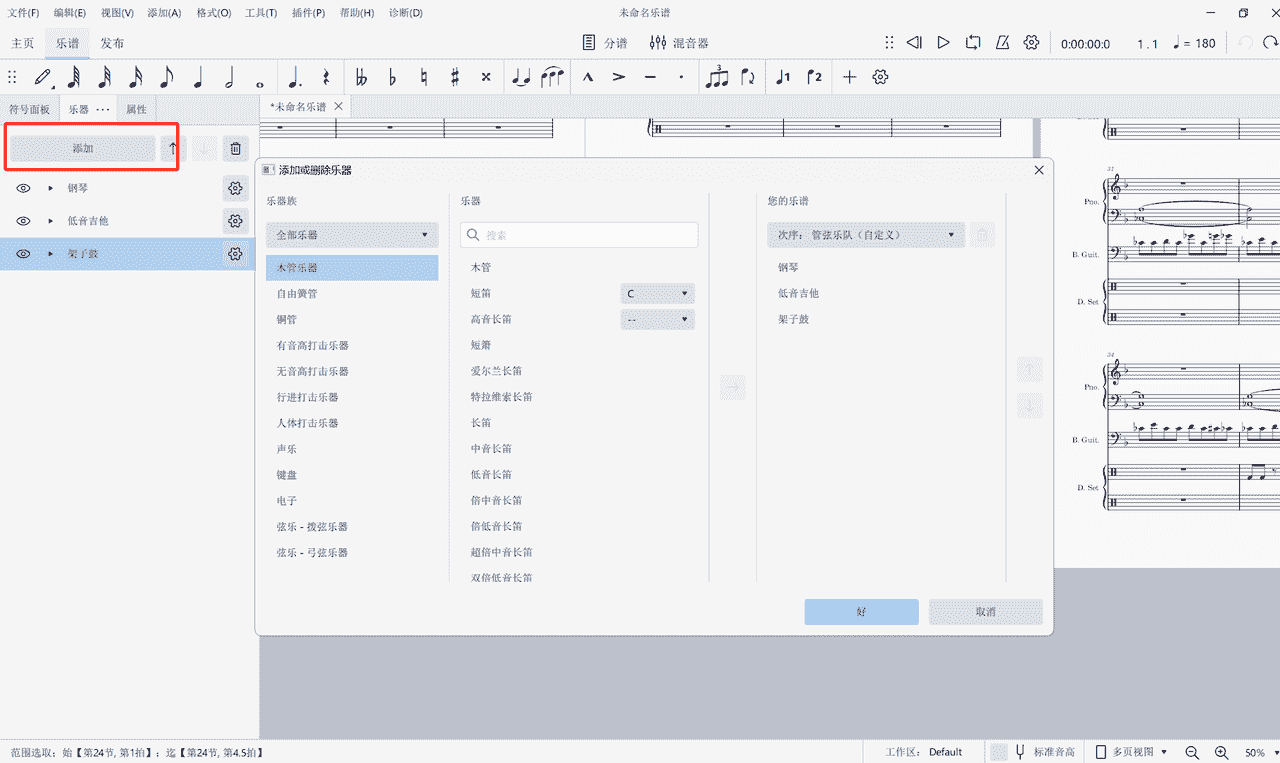 文件(F) 编辑(E) 视图(V) 添加(A) 格式(O) 工具(T) 插件(P) 帮助(H) 诊断(D) 未命名乐谱
主页 乐谱 发布 分谱 混音器 0:00:00:0 1 . 1 = 180
3 1 2
符号面板 乐器 ··· 属性 *未命名乐谱
添加
钢琴
低音吉他
架子鼓
添加或删除乐器
乐器族 乐器 您的乐谱
全部乐器 搜索 次序: 管弦乐队（自定义）
木管乐器 木管 钢琴
自由簧管 短笛 C 低音吉他
铜管 高音长笛 -- 架子鼓
有音高打击乐器 短箫
无音高打击乐器 爱尔兰长笛
行进打击乐器 特拉维索长笛
人体打击乐器 长笛
声乐 中音长笛
键盘 低音长笛
电子 倍中音长笛
弦乐 - 拨弦乐器 倍低音长笛
弦乐 - 弓弦乐器 超倍中音长笛
双倍低音长笛
好 取消
31
Pno.
B. Guit.
D. Set
34
Pno.
B. Guit.
D. Set
范围选取: 始【第24节, 第1拍】; 迄【第24节, 第4.5拍】 工作区: Default 标准音高 多页视图 50%